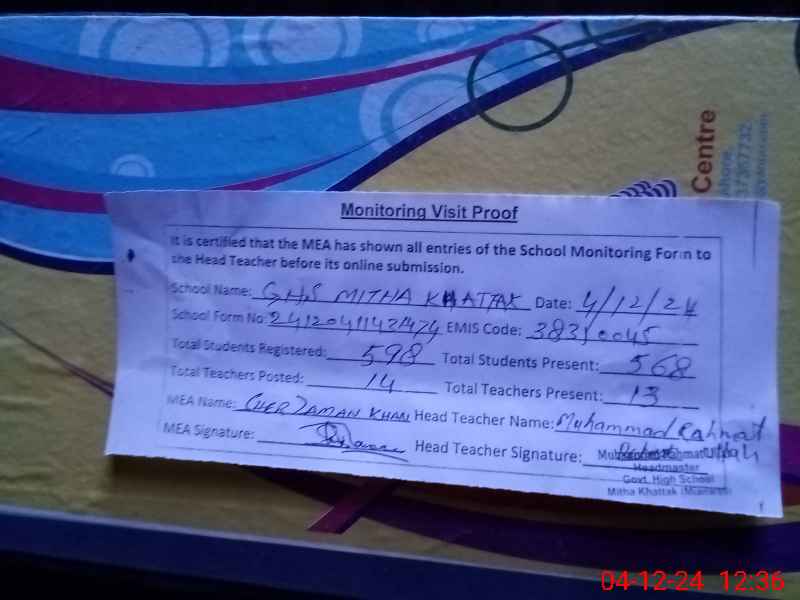 Centre
Monitoring Visit Proof
It is certified that the MEA has shown all entries of the School Monitoring Form to
the Head Teacher before its online submission.
School Name: GHS MITHA KHATTAK Date: 4/12/24
School Form No: EMIS Code:
Total Students Registered: 598 Total Students Present: 568
Total Teachers Posted: 14 Total Teachers Present: 13
MEA Name: SHER ZAMAN KHAN Head Teacher Name: Muhammad Rahmat
MEA Signature: Head Teacher Signature:
Headmaster
Govt. High School
Mitha Khattak (Mianwali)
04-12-24 12:36